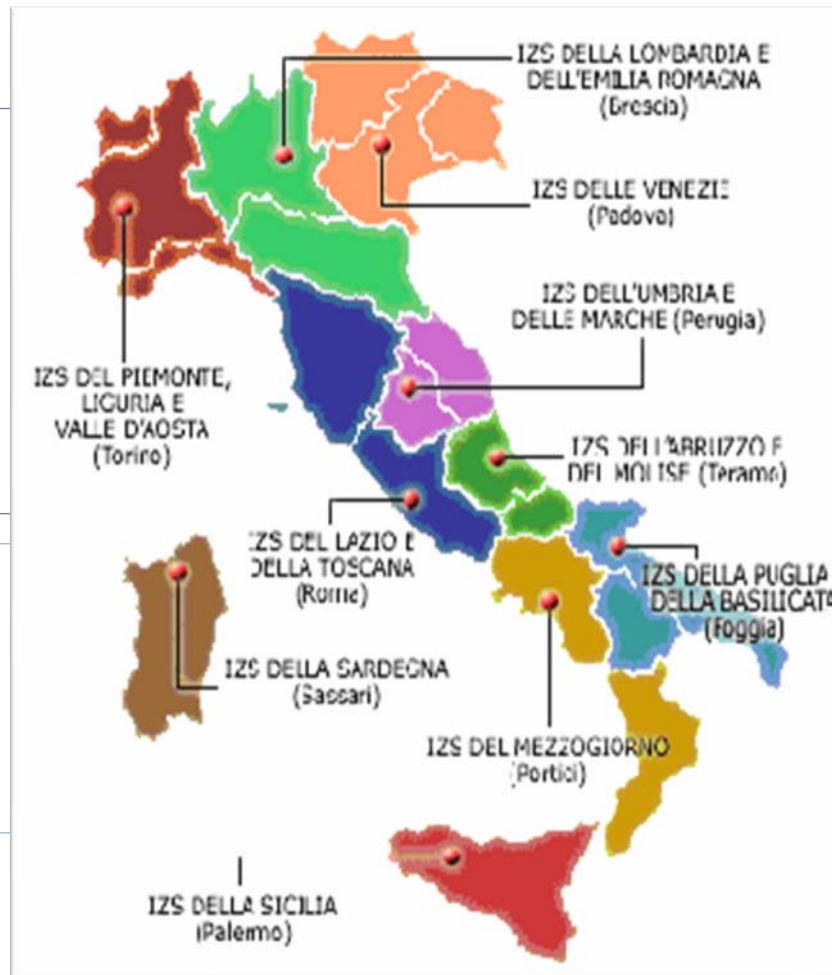 IZS DELLA LOMBARDIA E
DELL'EMILIA ROMAGNA
(Brescia)
IZS DELLE VENEZIE
(Padova)
IZS DELL'UMBRIA E
DELLE MARCHE (Perugia)
IZS DEL PIEMONTE,
LIGURIA E
VALLE D'AOSTA
(Torino)
IZS DELL'ABRUZZO E
DEL MOLISE (Teramo)
IZS DEL LAZIO E
DELLA TOSCANA
(Roma)
IZS DELLA PUGLIA
DELLA BASILICATA
(Foggia)
IZS DELLA SARDEGNA
(Sassari)
IZS DEL MEZZOGIORNO
(Portici)
IZS DELLA SICILIA
(Palermo)